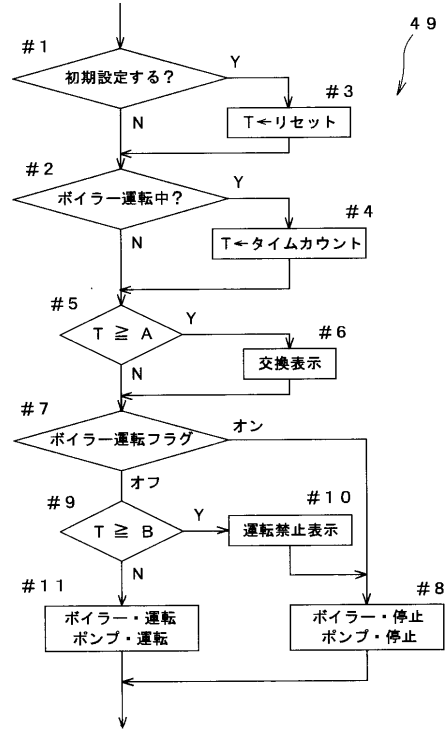 49
#1
初期設定する?
Y
#3
T←リセット
N
#2
ボイラー運転中?
Y
#4
T←タイムカウント
N
#5
T ≧ A
Y
#6
交換表示
N
#7
ボイラー運転フラグ
オン
オフ
#9
T ≧ B
Y
#10
運転禁止表示
N
#11
ボイラー・運転
ポンプ・運転
#8
ボイラー・停止
ポンプ・停止